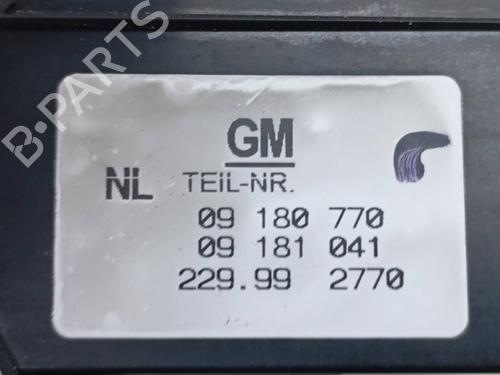 B-PARTS
GM
NL TEIL-NR.
09 180 770
09 181 041
229.99 2770